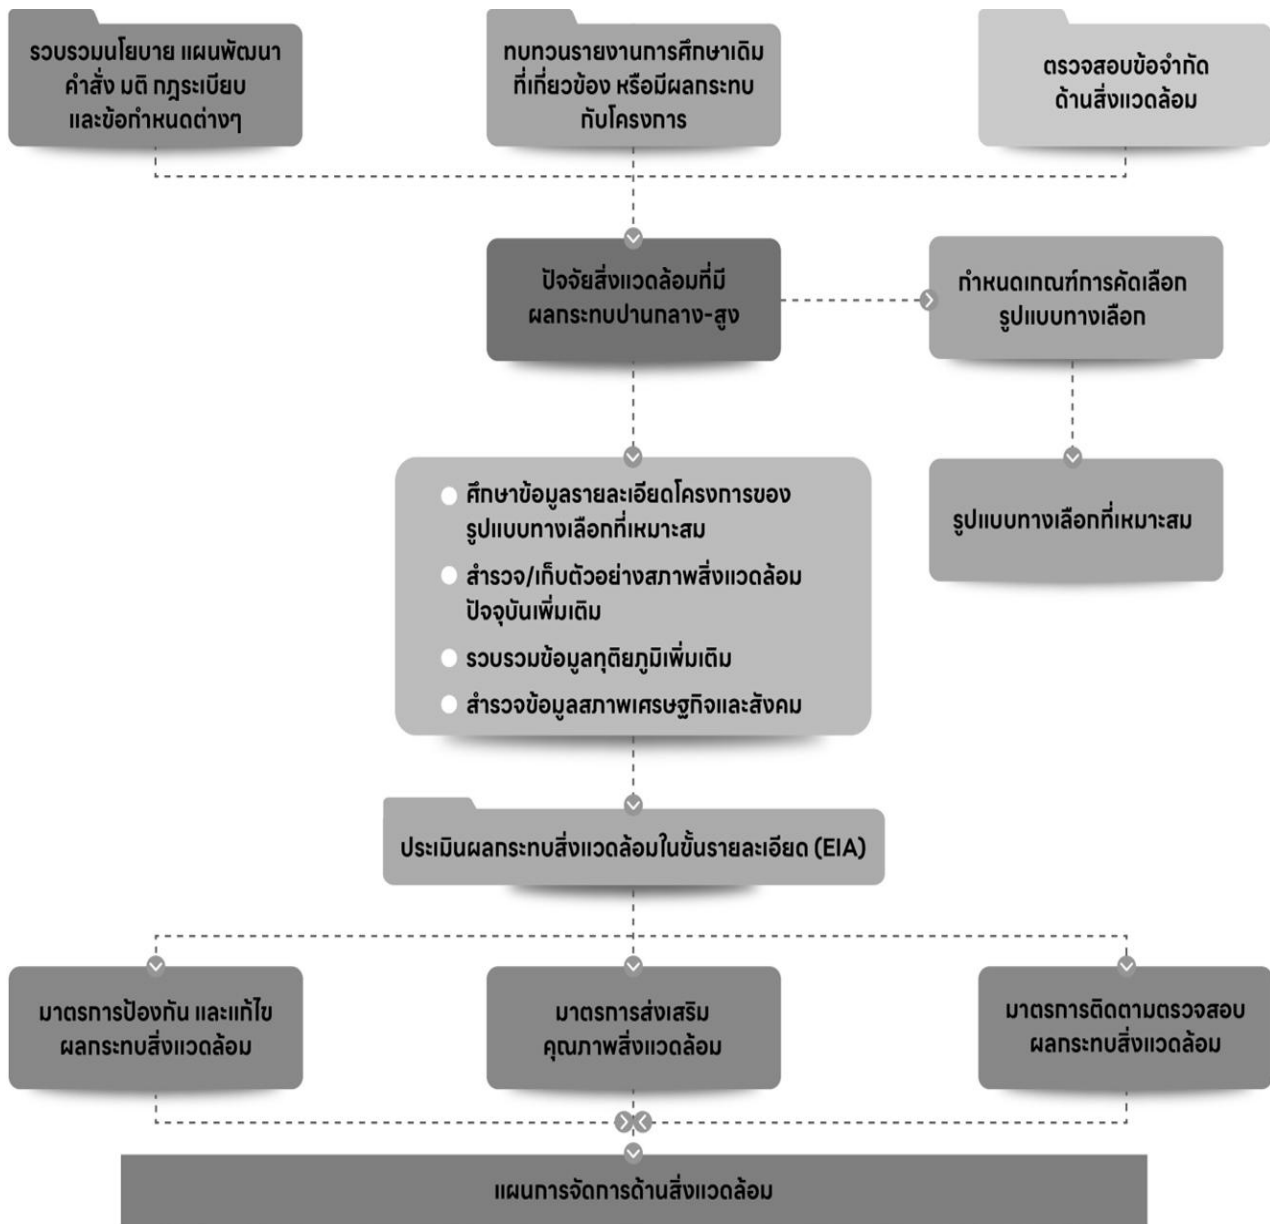 รวบรวมนโยบาย แผนพัฒนา
คำสั่ง มติ กฎระเบียบ
และข้อกำหนดต่างๆ
ทบทวนรายงานการศึกษาเดิม
ที่เกี่ยวข้อง หรือมีผลกระทบ
กับโครงการ
ตรวจสอบข้อจำกัด
ด้านสิ่งแวดล้อม
ปัจจัยสิ่งแวดล้อมที่มี
ผลกระทบปานกลาง-สูง
กำหนดเกณฑ์การคัดเลือก
รูปแบบทางเลือก
ศึกษาข้อมูลรายละเอียดโครงการของ
รูปแบบทางเลือกที่เหมาะสม
สำรวจ/เก็บตัวอย่างสภาพสิ่งแวดล้อม
ปัจจุบันเพิ่มเติม
รวบรวมข้อมูลทุติยภูมิเพิ่มเติม
สำรวจข้อมูลสภาพเศรษฐกิจและสังคม
รูปแบบทางเลือกที่เหมาะสม
ประเมินผลกระทบสิ่งแวดล้อมในขั้นรายละเอียด (EIA)
มาตรการป้องกัน และแก้ไข
ผลกระทบสิ่งแวดล้อม
มาตรการส่งเสริม
คุณภาพสิ่งแวดล้อม
มาตรการติดตามตรวจสอบ
ผลกระทบสิ่งแวดล้อม
แผนการจัดการด้านสิ่งแวดล้อม